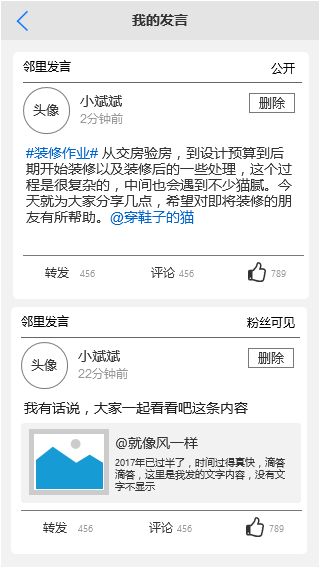 我的发言
邻里发言 公开
头像 小斌斌 删除
2分钟前
#装修作业# 从交房验房，到设计预算到后
期开始装修以及装修后的一些处理，这个过
程是很复杂的，中间也会遇到不少猫腻。今
天就为大家分享几点，希望对即将装修的朋
友有所帮助。@穿鞋子的猫
转发 456 评论 456 789
邻里发言 粉丝可见
头像 小斌斌 删除
22分钟前
我有话说，大家一起看看吧这条内容
@就像风一样
2017年已过半了，时间过得真快，滴答
滴答，这里是我发的文字内容，没有文
字不显示
转发 456 评论 456 789